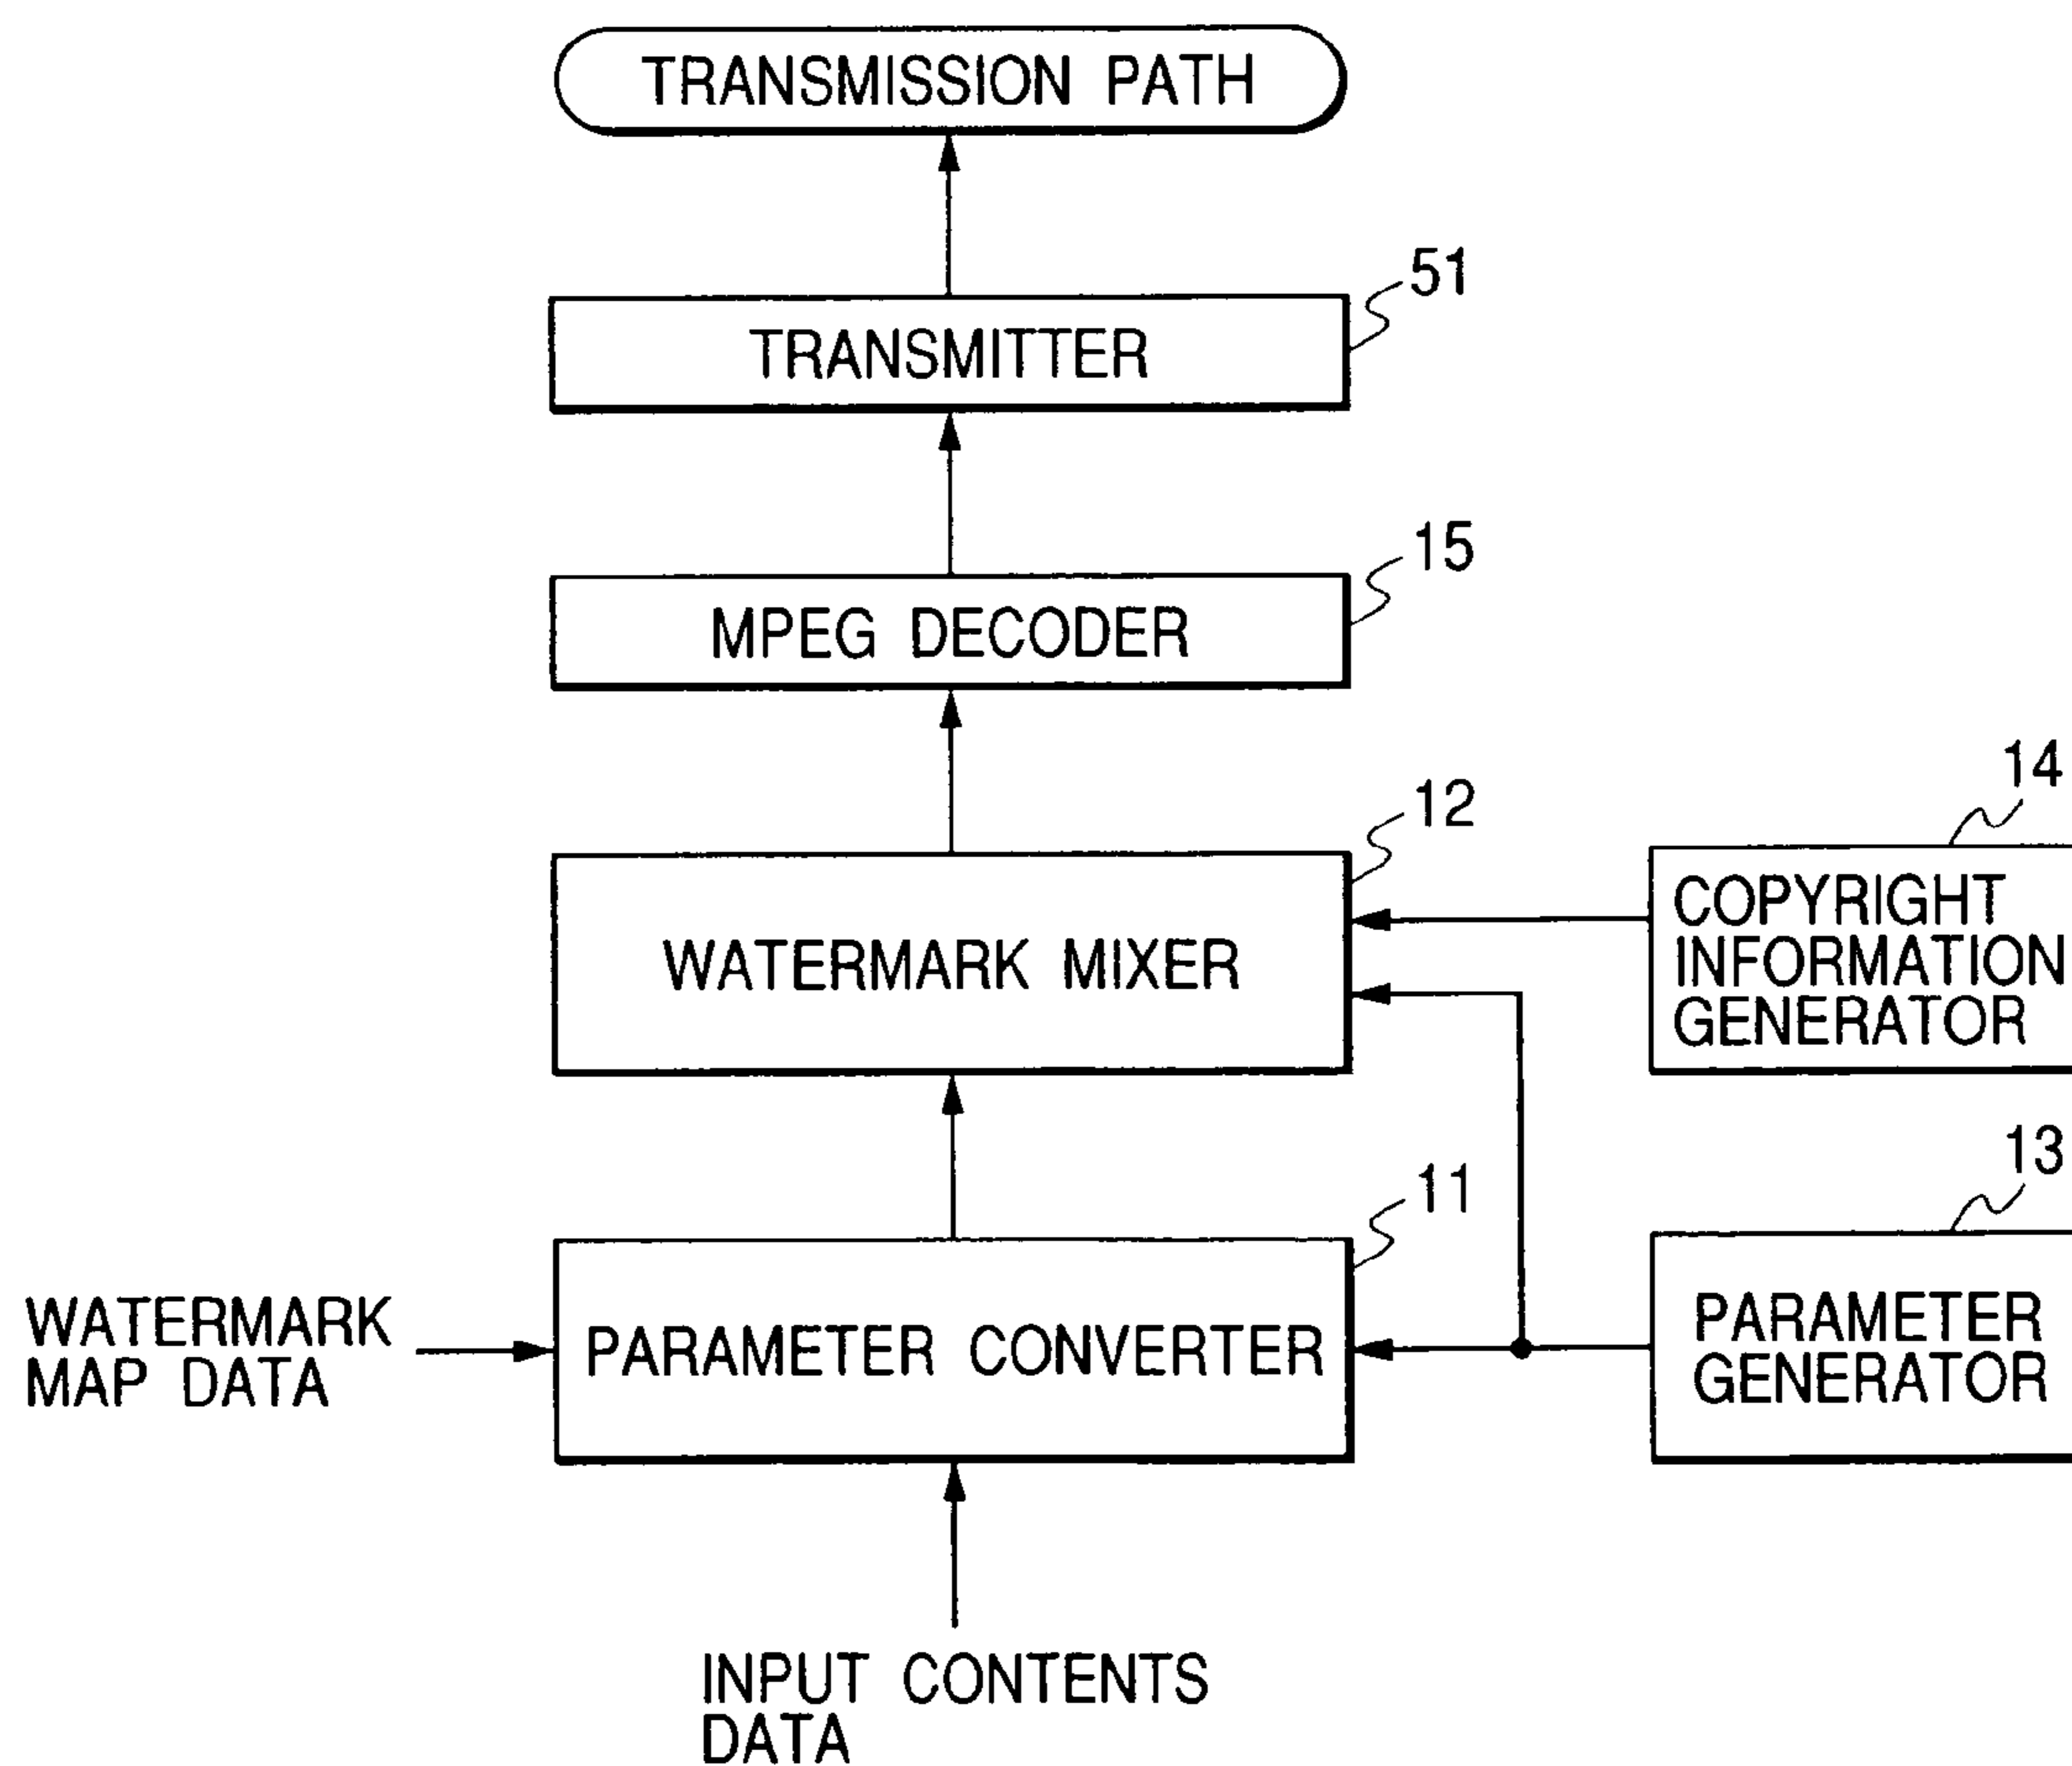 TRANSMISSION PATH
51
TRANSMITTER
15
MPEG DECODER
14
12
COPYRIGHT
INFORMATION
GENERATOR
WATERMARK MIXER
13
11
WATERMARK
MAP DATA
PARAMETER CONVERTER
PARAMETER
GENERATOR
INPUT CONTENTS
DATA